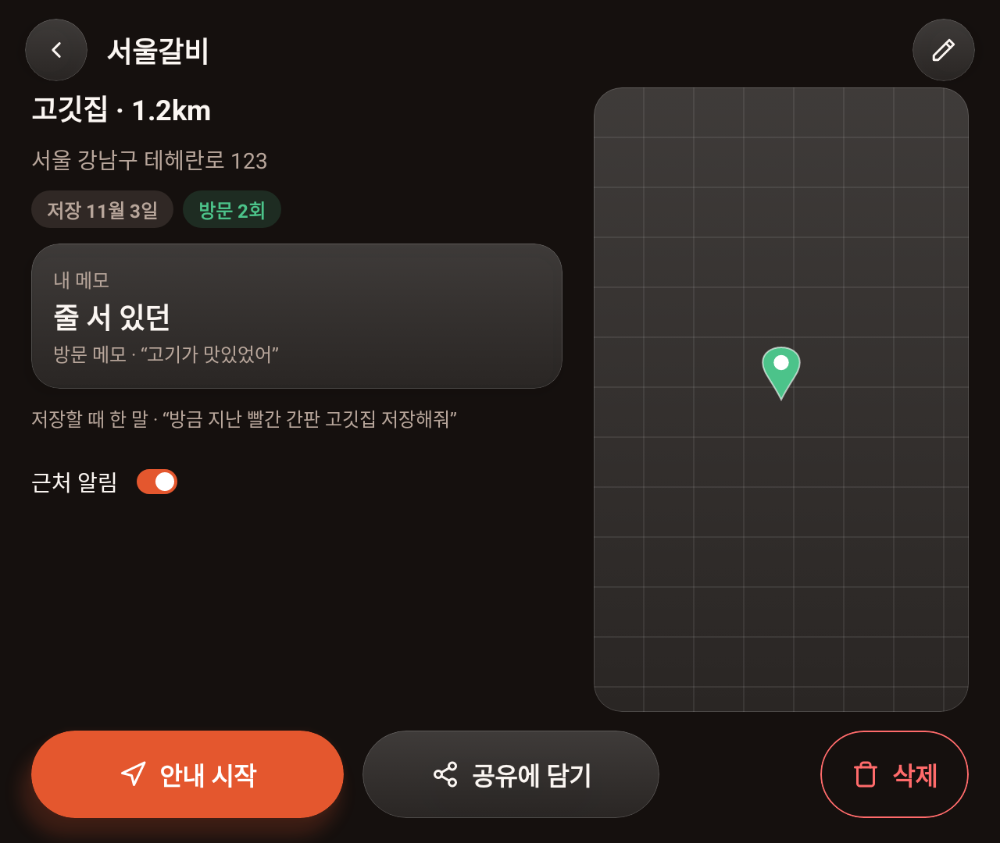 서울갈비
고깃집 · 1.2km
서울 강남구 테헤란로 123
저장 11월 3일
방문 2회
내 메모
줄 서 있던
방문 메모 · “고기가 맛있었어”
저장할 때 한 말 · “방금 지난 빨간 간판 고깃집 저장해줘”
근처 알림
안내 시작
공유에 담기
삭제